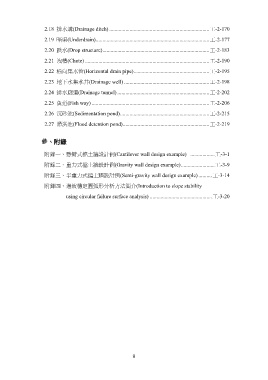 2.18 排水溝(Drainage ditch) 工-2-170
2.19 暗溝(Underdrain) 工-2-177
2.20 跌水(Drop structure) 工-2-183
2.21 洩槽(Chute) 工-2-190
2.22 橫向集水管(Horizontal drain pipe) 工-2-195
2.23 地下集水井(Drainage well) 工-2-198
2.24 排水廊道(Drainage tunnel) 工-2-202
2.25 魚道(Fish way) 工-2-206
2.26 沉砂池(Sedimentation pond) 工-2-215
2.27 滯洪池(Flood detention pond) 工-2-219
參、附錄
附錄一、懸臂式擋土牆設計例(Cantilever wall design example) 工-3-1
附錄二、重力式擋土牆設計例(Gravity wall design example) 工-3-9
附錄三、半重力式擋土牆設計例(Semi-gravity wall design example) 工-3-14
附錄四、邊坡穩定圓弧形分析方法簡介(Introduction to slope stability
using circular failure surface analysis) 工-3-20